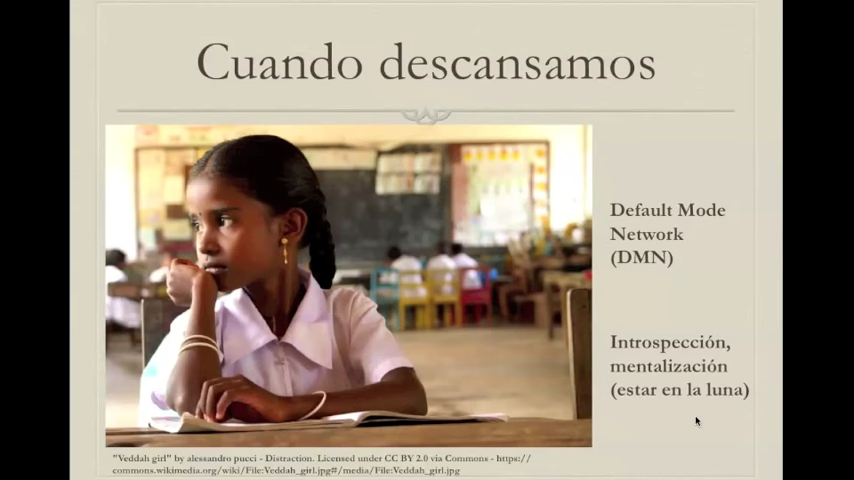 Cuando descansamos
Default Mode
Network
(DMN)
Introspección,
mentalización
(estar en la luna)
"Veddah girl" by alessandro pucci - Distraction. Licensed under CC BY 2.0 via Commons - https://
commons.wikimedia.org/wiki/File:Veddah_girl.jpg#/media/File:Veddah_girl.jpg